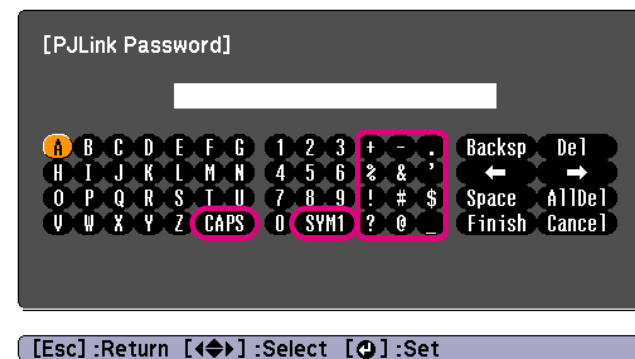 [PJLink Password]
A B C D E F G 1 2 3 + - . Backsp Del
H I J K L M N 4 5 6 % & ' ← →
O P Q R S T U 7 8 9 ! # $ Space AllDel
V W X Y Z CAPS 0 SYM1 ? @ _ Finish Cancel
[Esc] :Return [◀◆▶] :Select [⏎] :Set